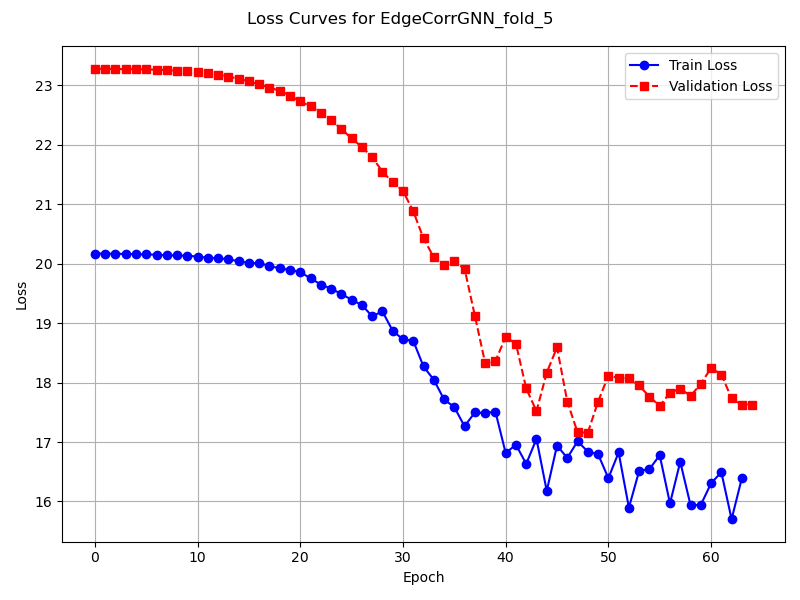 Loss Curves for EdgeCorrGNN_fold_5
Train Loss
Validation Loss
23
22
21
20
19
18
17
16
Loss
0 10 20 30 40 50 60
Epoch